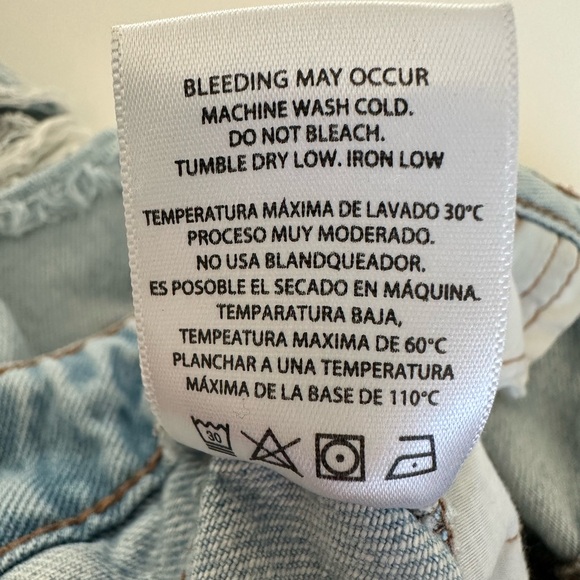 BLEEDING MAY OCCUR
MACHINE WASH COLD.
DO NOT BLEACH.
TUMBLE DRY LOW. IRON LOW
TEMPERATURA MÁXIMA DE LAVADO 30°C
PROCESO MUY MODERADO.
NO USA BLANDQUEADOR.
ES POSOBLE EL SECADO EN MÁQUINA.
TEMPARATURA BAJA,
TEMPEATURA MAXIMA DE 60°C
PLANCHAR A UNA TEMPERATURA
MÁXIMA DE LA BASE DE 110°C
30